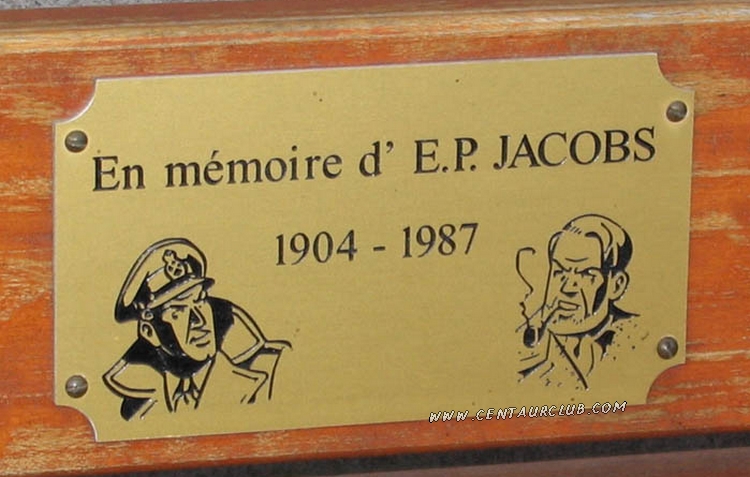 En mémoire d' E.P. JACOBS
1904 - 1987
WWW.CENTAURCLUB.COM